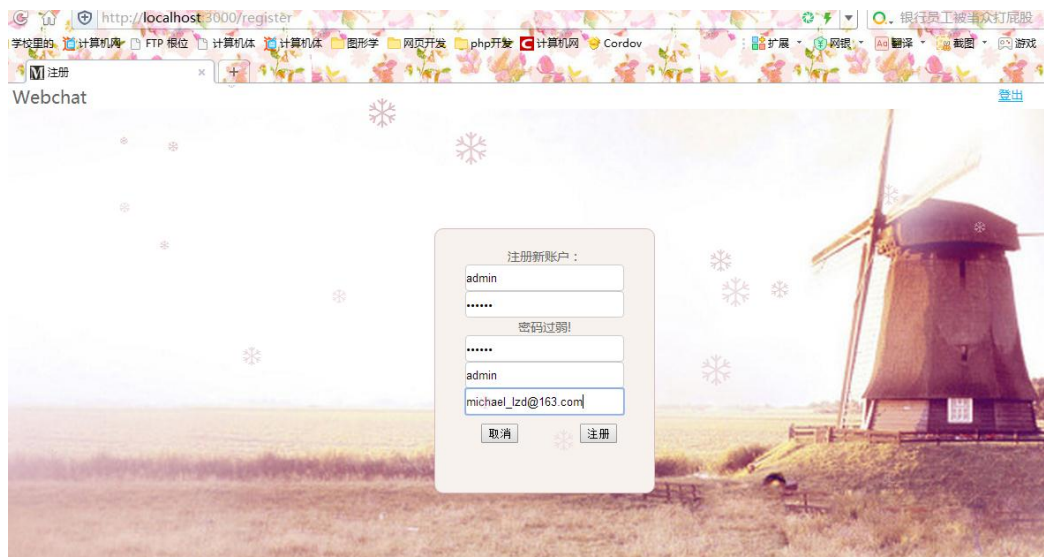 http://localhost:3000/register
银行员工被当众打屁股
学校里的 计算机网 FTP 根位 计算机体 计算机体 图形学 网页开发 php开发 计算机网 Cordov 扩展 网银 翻译 截图 游戏
注册
Webchat 登出
注册新账户：
admin
••••••
密码过弱!
••••••
admin
michael_lzd@163.com
取消 注册